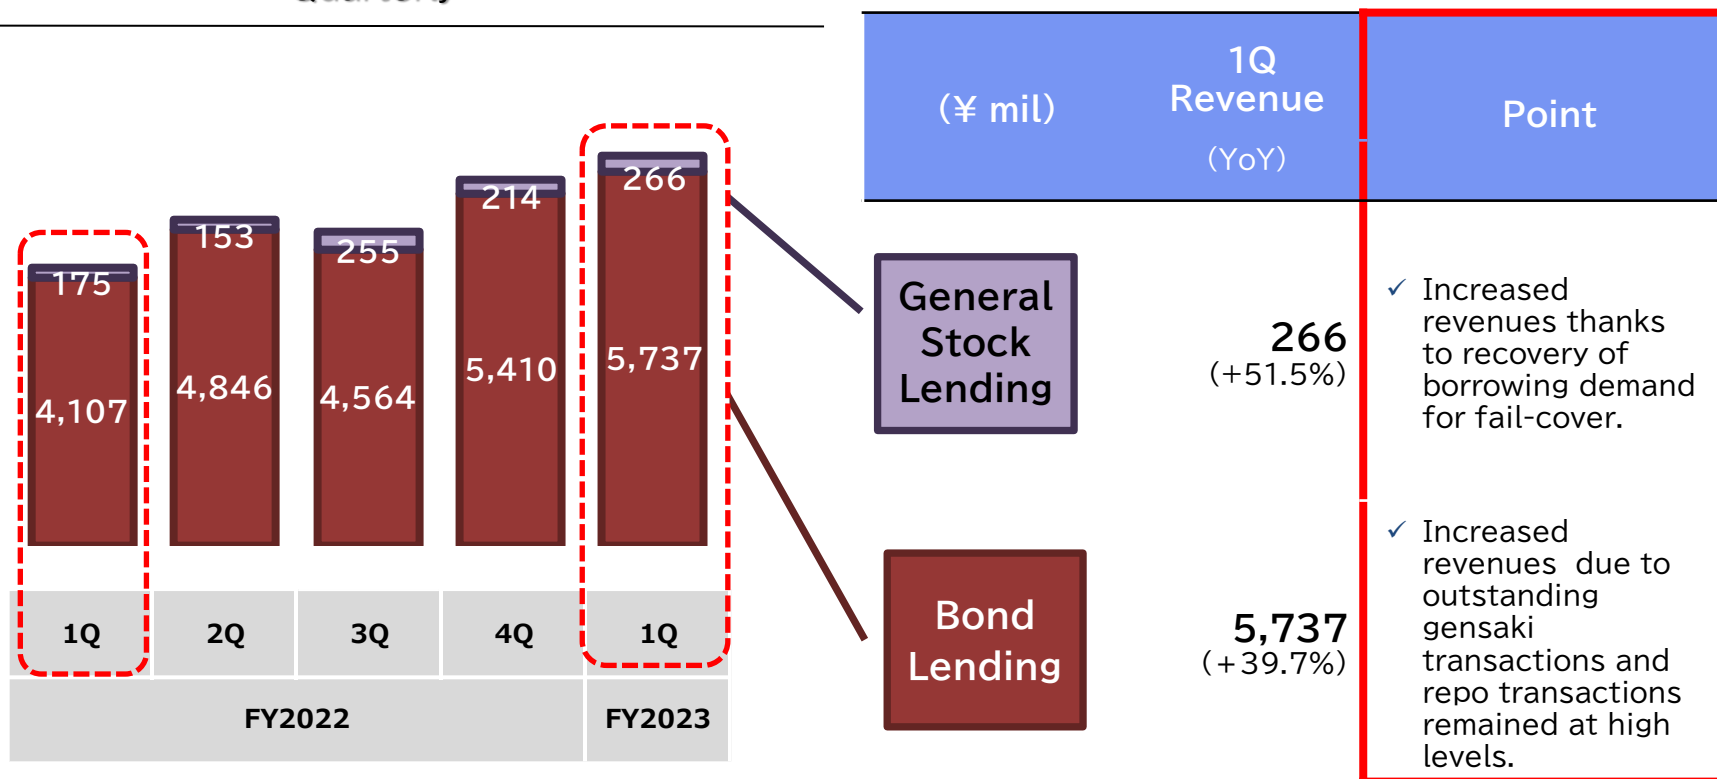 (¥ mil)
1Q
Revenue
(YoY)
Point
175
153
255
214
266
4,107
4,846
4,564
5,410
5,737
1Q
2Q
3Q
4Q
1Q
FY2022
FY2023
General
Stock
Lending
266
(+51.5%)
✓ Increased
revenues thanks
to recovery of
borrowing demand
for fail-cover.
Bond
Lending
5,737
(+39.7%)
✓ Increased
revenues due to
outstanding
gensaki
transactions and
repo transactions
remained at high
levels.